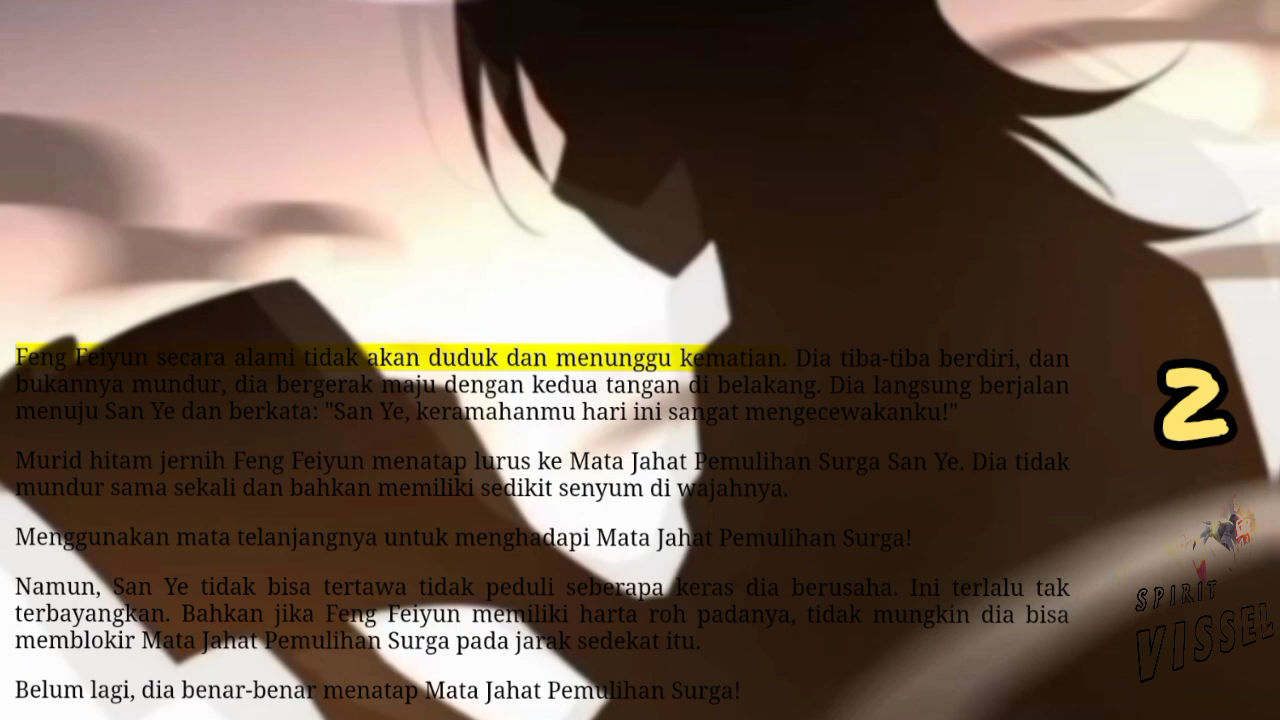 Feng Feiyun secara alami tidak akan duduk dan menunggu kematian. Dia tiba-tiba berdiri, dan
bukannya mundur, dia bergerak maju dengan kedua tangan di belakang. Dia langsung berjalan
menuju San Ye dan berkata: "San Ye, keramahanmu hari ini sangat mengecewakanku!"
Murid hitam jernih Feng Feiyun menatap lurus ke Mata Jahat Pemulihan Surga San Ye. Dia tidak
mundur sama sekali dan bahkan memiliki sedikit senyum di wajahnya.
Menggunakan mata telanjangnya untuk menghadapi Mata Jahat Pemulihan Surga!
Namun, San Ye tidak bisa tertawa tidak peduli seberapa keras dia berusaha. Ini terlalu tak
terbayangkan. Bahkan jika Feng Feiyun memiliki harta roh padanya, tidak mungkin dia bisa
memblokir Mata Jahat Pemulihan Surga pada jarak sedekat itu.
Belum lagi, dia benar-benar menatap Mata Jahat Pemulihan Surga!
2
SPIRIT
VISSEL